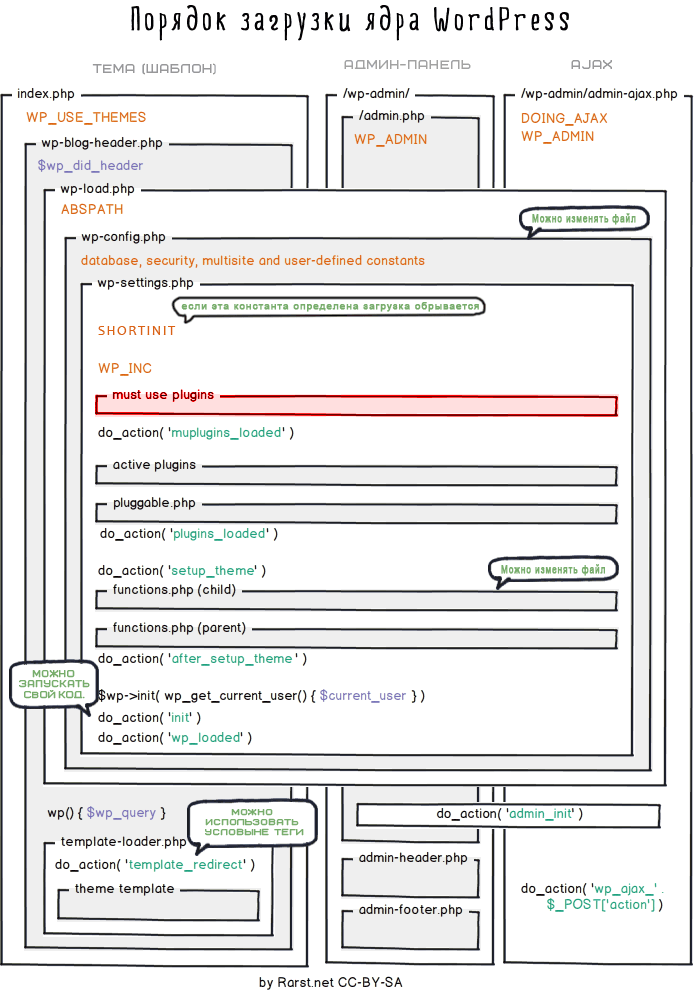 Порядок загрузки ядра WordPress
ТЕМА (ШАБЛОН)
АДМИН-ПАНЕЛЬ
AJAX
index.php
/wp-admin/
/wp-admin/admin-ajax.php
WP_USE_THEMES
/admin.php
DOING_AJAX
WP_ADMIN
WP_ADMIN
wp-blog-header.php
$wp_did_header
wp-load.php
ABSPATH
Можно изменять файл
wp-config.php
database, security, multisite and user-defined constants
wp-settings.php
если эта константа определена загрузка обрывается
SHORTINIT
WP_INC
must use plugins
do_action( 'muplugins_loaded' )
active plugins
pluggable.php
do_action( 'plugins_loaded' )
do_action( 'setup_theme' )
Можно изменять файл
functions.php (child)
functions.php (parent)
do_action( 'after_setup_theme' )
МОЖНО
ЗАПУСКАТЬ
СВОЙ КОД.
$wp->init( wp_get_current_user() { $current_user } )
do_action( 'init' )
do_action( 'wp_loaded' )
wp() { $wp_query }
МОЖНО
ИСПОЛЬЗОВАТЬ
УСЛОВЫНЕ ТЕГИ
do_action( 'admin_init' )
template-loader.php
do_action( 'template_redirect' )
theme template
admin-header.php
admin-footer.php
do_action( 'wp_ajax_' .
$_POST['action'] )
by Rarst.net CC-BY-SA